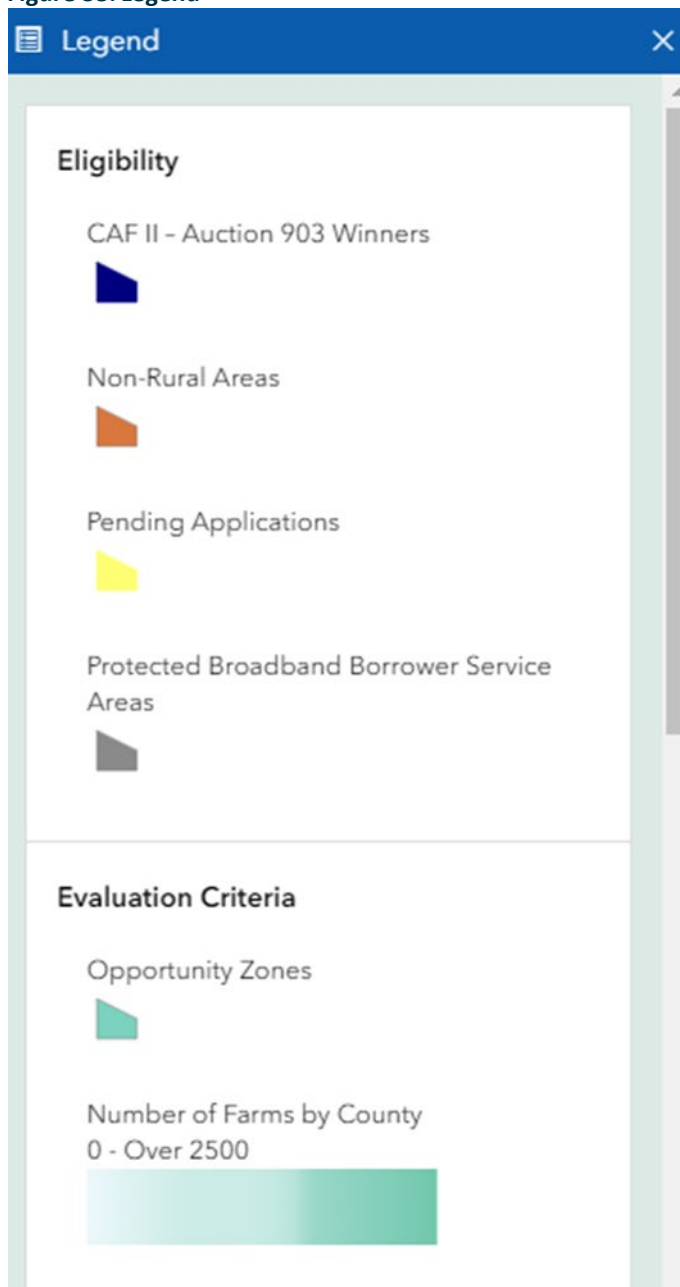 Legend
Eligibility
CAF II – Auction 903 Winners
Non-Rural Areas
Pending Applications
Protected Broadband Borrower Service
Areas
Evaluation Criteria
Opportunity Zones
Number of Farms by County
0 - Over 2500